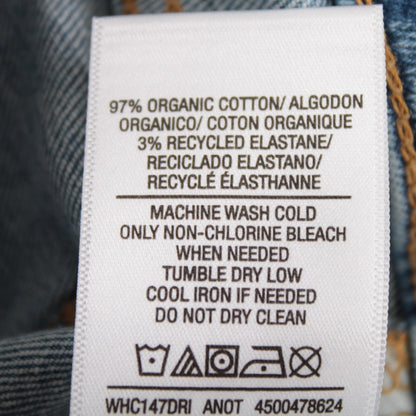 97% ORGANIC COTTON/ ALGODON
ORGANICO/ COTON ORGANIQUE
3% RECYCLED ELASTANE/
RECICLADO ELASTANO/
RECYCLÉ ÉLASTHANNE
MACHINE WASH COLD
ONLY NON-CHLORINE BLEACH
WHEN NEEDED
TUMBLE DRY LOW
COOL IRON IF NEEDED
DO NOT DRY CLEAN
WHC147DRI ANOT 4500478624